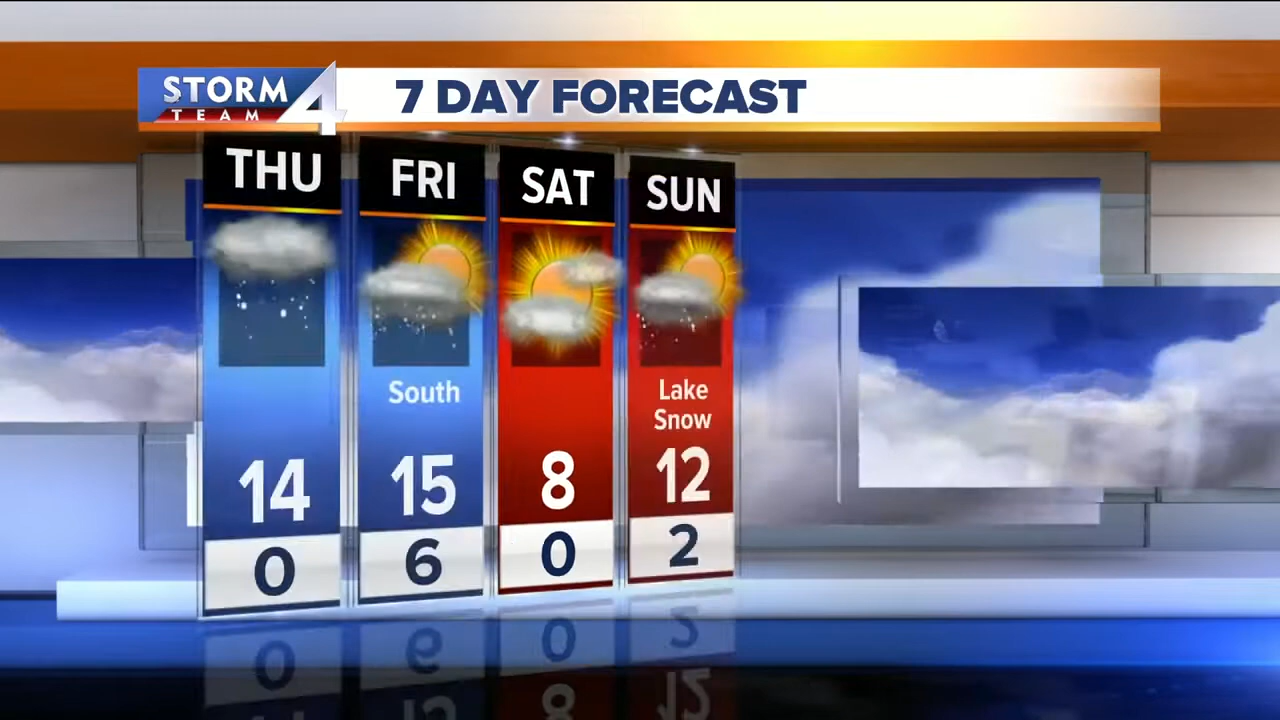 STORM
TEAM 4
7 DAY FORECAST
THU
14
0
FRI
South
15
6
SAT
8
0
SUN
Lake
Snow
12
2